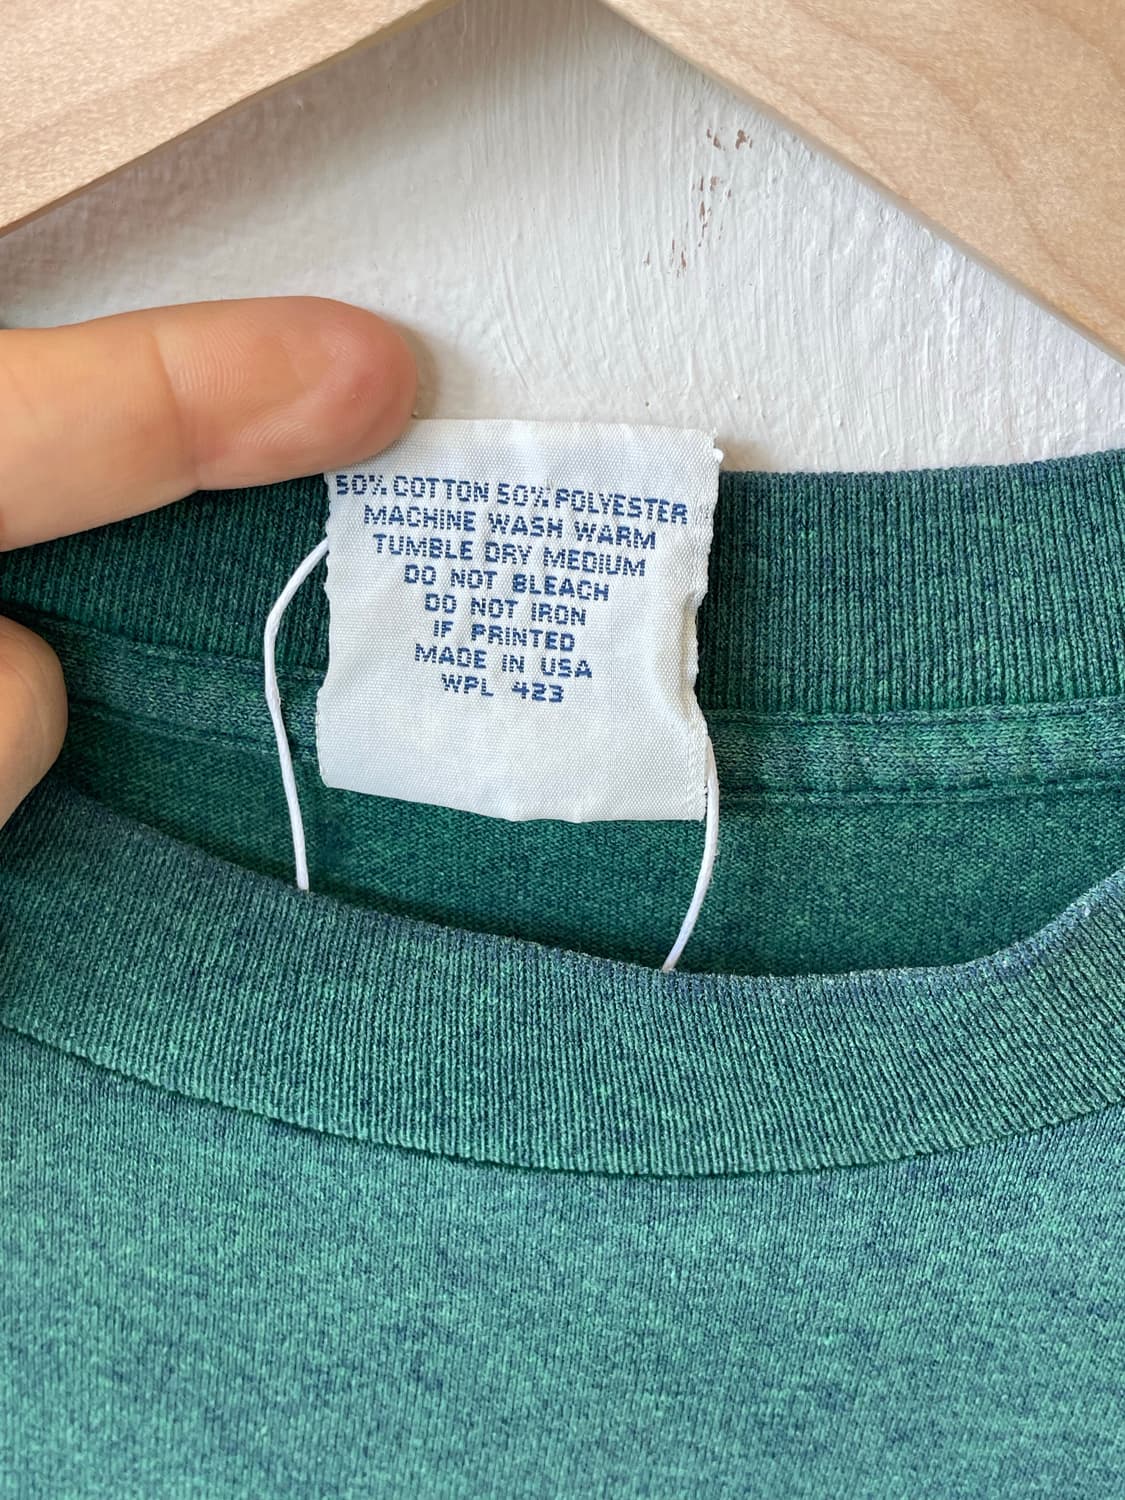 50% COTTON 50% POLYESTER
MACHINE WASH WARM
TUMBLE DRY MEDIUM
DO NOT BLEACH
DO NOT IRON
IF PRINTED
MADE IN USA
WPL 423